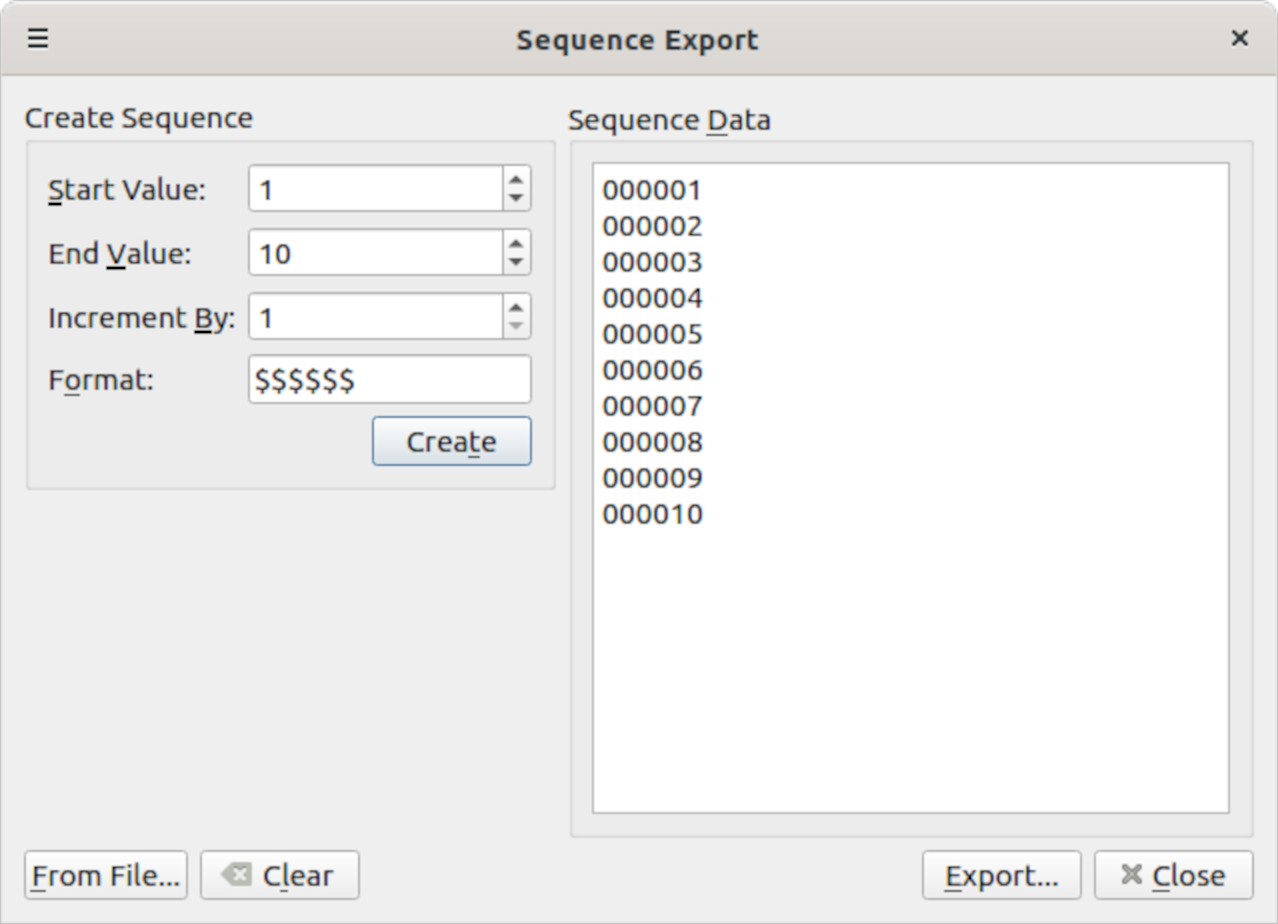 Sequence Export
Create Sequence
Start Value: 1
End Value: 10
Increment By: 1
Format: $$$$$$
Create
Sequence Data
000001
000002
000003
000004
000005
000006
000007
000008
000009
000010
From File...
Clear
Export...
Close